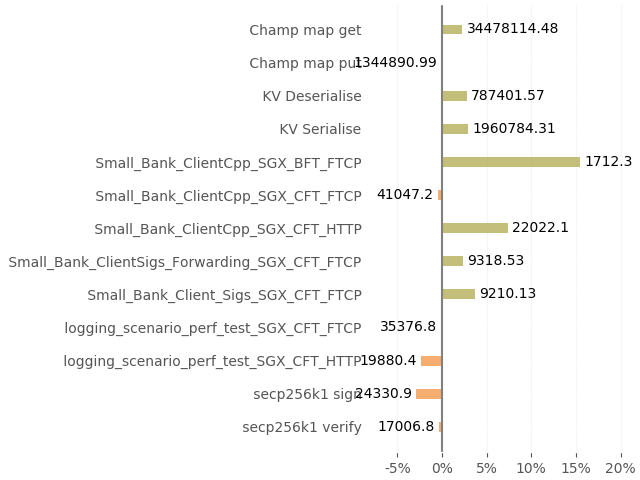 Champ map get 34478114.48
Champ map put 1344890.99
KV Deserialise 787401.57
KV Serialise 1960784.31
Small_Bank_ClientCpp_SGX_BFT_FTCP 1712.3
Small_Bank_ClientCpp_SGX_CFT_FTCP 41047.2
Small_Bank_ClientCpp_SGX_CFT_HTTP 22022.1
Small_Bank_ClientSigs_Forwarding_SGX_CFT_FTCP 9318.53
Small_Bank_Client_Sigs_SGX_CFT_FTCP 9210.13
logging_scenario_perf_test_SGX_CFT_FTCP 35376.8
logging_scenario_perf_test_SGX_CFT_HTTP 19880.4
secp256k1 sign 24330.9
secp256k1 verify 17006.8
-5% 0% 5% 10% 15% 20%